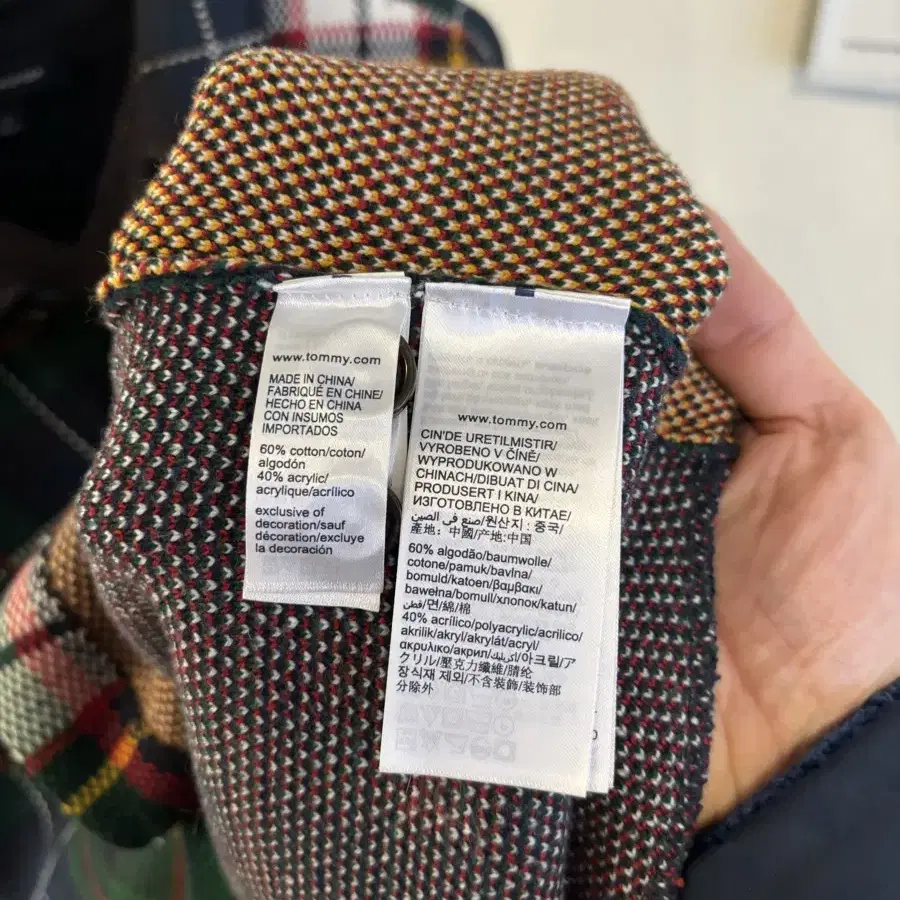 www.tommy.com
MADE IN CHINA/
FABRIQUÉ EN CHINE/
HECHO EN CHINA
CON INSUMOS
IMPORTADOS
60% cotton/coton/
algodón
40% acrylic/
acrylique/acrílico
exclusive of
decoration/sauf
décoration/excluye
la decoración
www.tommy.com
CIN'DE URETILMISTIR/
VYROBENO V ČÍNĚ/
WYPRODUKOWANO W
CHINACH/DIBUAT DI CINA/
PRODUSERT I KINA/
ИЗГОТОВЛЕНО В КИТАЕ/
صنع في الصين/원산지 : 중국/
產地: 中國/产地:中国
60% algodão/baumwolle/
cotone/pamuk/bavlna/
bomuld/katoen/βαμβακι/
bawełna/bomull/хлопок/katun/
قطن/면/綿/棉
40% acrílico/polyacrylic/acrilico/
akrilik/akryl/akrylát/acryl/
ακρυλικο/акрил/اكريليك/아크릴/ア
クリル/壓克力纖維/腈纶
장식재 제외/不含裝飾/装饰部
分除外